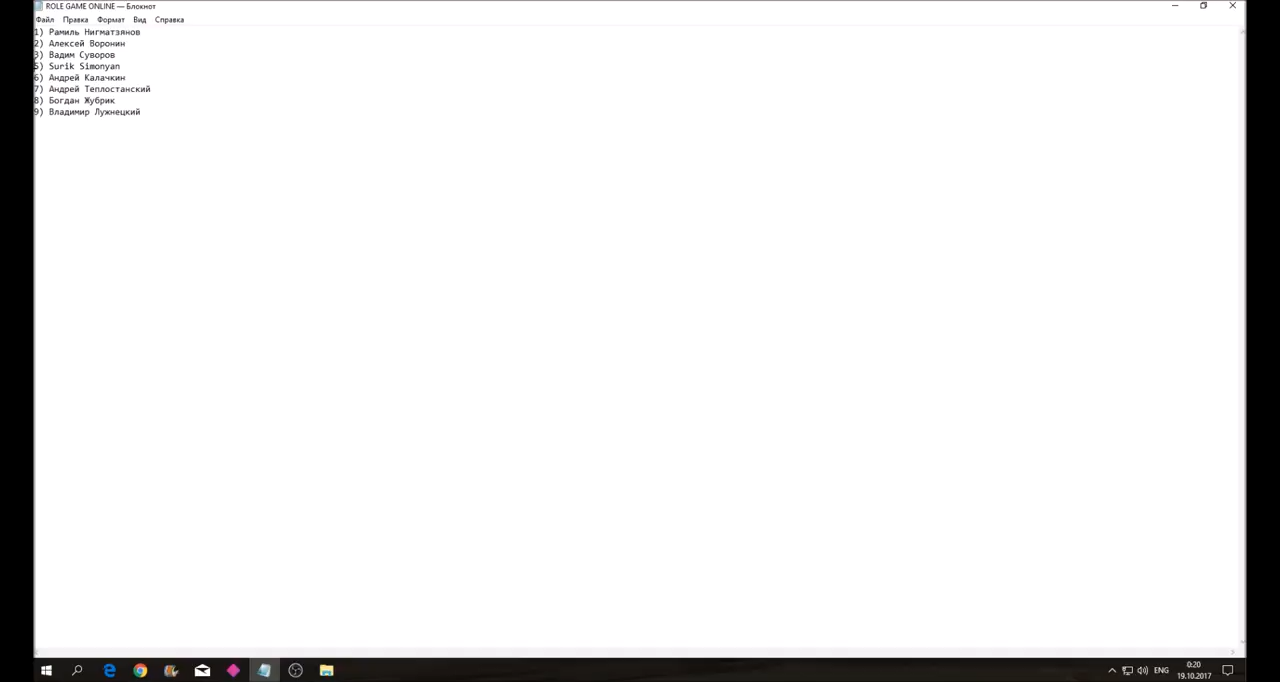 ROLE GAME ONLINE — Блокнот
Файл Правка Формат Вид Справка
1) Рамиль Нигматзянов
2) Алексей Воронин
3) Вадим Суворов
5) Surik Simonyan
6) Андрей Калачкин
7) Андрей Теплостанский
8) Богдан Жубрик
9) Владимир Лужнецкий
ENG
0:20
19.10.2017